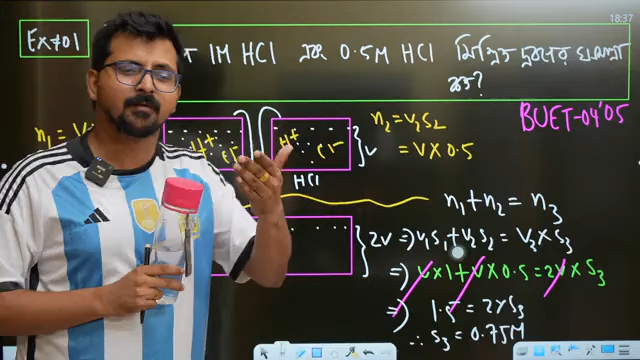 18:37
Ex#01
1M HCl এবং 0.5M HCl মিশ্রিত দ্রবণের ঘনমাত্রা
কত?
BUET-04'05
n₁ = V
n₂ = V₂S₂
= V×0.5
H⁺ Cl⁻
H⁺ Cl⁻
V
HCl
n₁ + n₂ = n₃
2V
⇒ V₁S₁ + V₂S₂ = V₃×S₃
⇒ V×1 + V×0.5 = 2V×S₃
⇒ 1.5 = 2×S₃
∴ S₃ = 0.75M